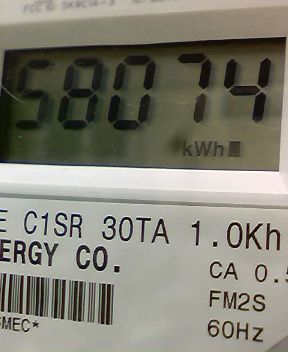 58074
kWh
E C1SR 30TA 1.0Kh
ERGY CO.
CA 0.5
FM2S
60Hz
MEC*